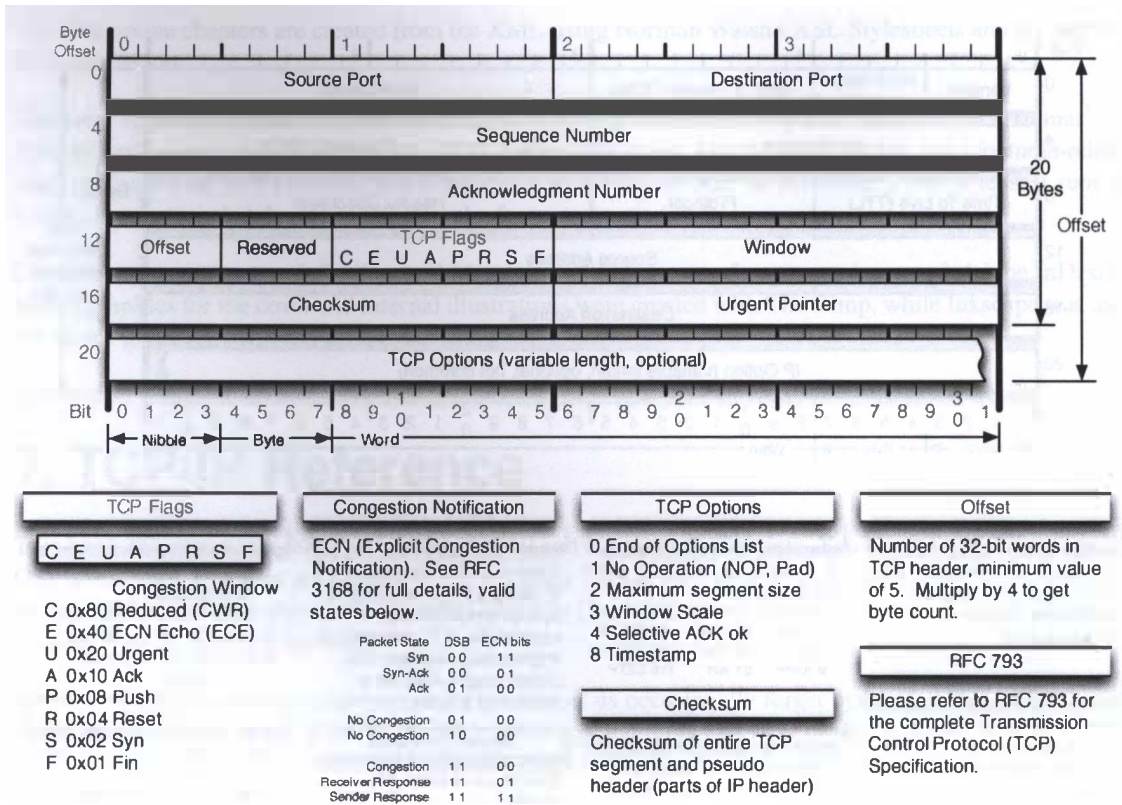 Byte
Offset
0 1 2 3
0 Source Port Destination Port
4 Sequence Number
8 Acknowledgment Number
20
Bytes
Offset
12 Offset Reserved TCP Flags
C E U A P R S F
Window
16 Checksum Urgent Pointer
20 TCP Options (variable length, optional)
Bit 0 1 2 3 4 5 6 7 8 9 10 1 2 3 4 5 6 7 8 9 20 1 2 3 4 5 6 7 8 9 30 1
Nibble Byte Word
TCP Flags
C E U A P R S F
Congestion Window
C 0x80 Reduced (CWR)
E 0x40 ECN Echo (ECE)
U 0x20 Urgent
A 0x10 Ack
P 0x08 Push
R 0x04 Reset
S 0x02 Syn
F 0x01 Fin
Congestion Notification
ECN (Explicit Congestion
Notification). See RFC
3168 for full details, valid
states below.
Packet State DSB ECN bits
Syn 0 0 1 1
Syn-Ack 0 0 0 1
Ack 0 1 0 0
No Congestion 0 1 0 0
No Congestion 1 0 0 0
Congestion 1 1 0 0
Receiver Response 1 1 0 1
Sender Response 1 1 1 1
TCP Options
0 End of Options List
1 No Operation (NOP, Pad)
2 Maximum segment size
3 Window Scale
4 Selective ACK ok
8 Timestamp
Checksum
Checksum of entire TCP
segment and pseudo
header (parts of IP header)
Offset
Number of 32-bit words in
TCP header, minimum value
of 5. Multiply by 4 to get
byte count.
RFC 793
Please refer to RFC 793 for
the complete Transmission
Control Protocol (TCP)
Specification.